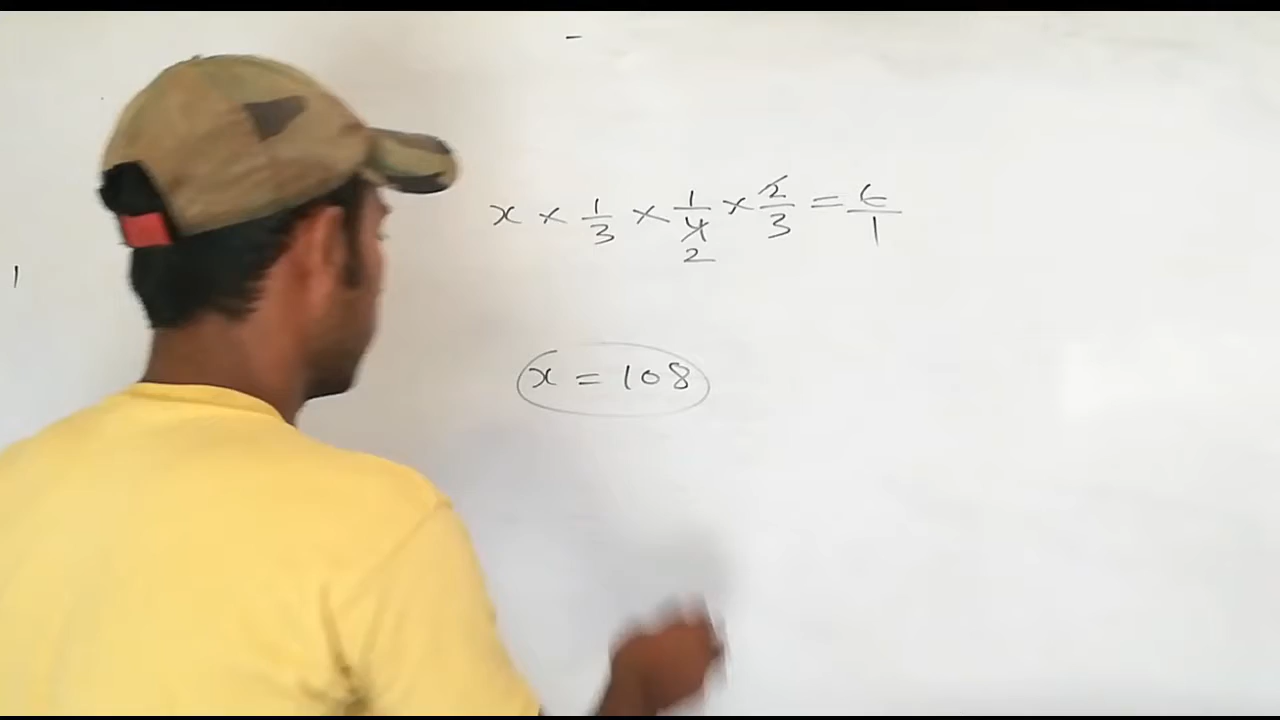 x × 1/3 × 1/4 × 2/3 = 6/1
2
x = 108